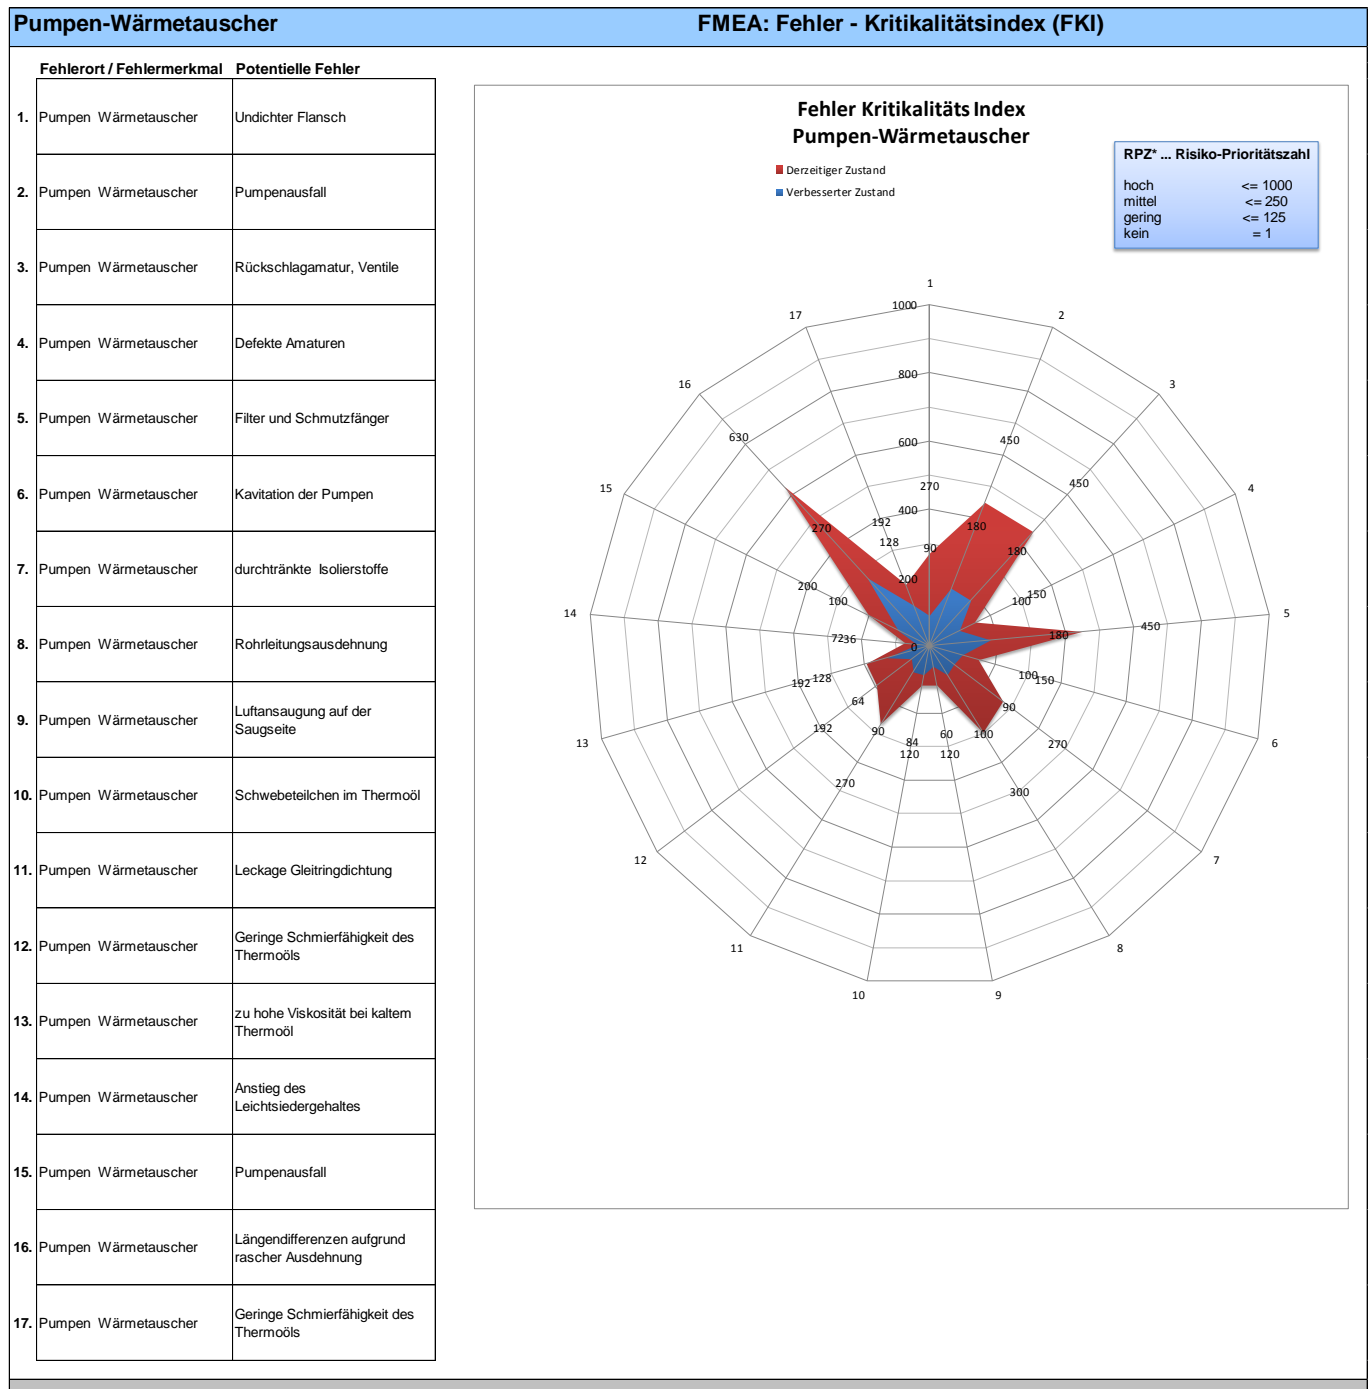 Pumpen-Wärmetauscher
FMEA: Fehler - Kritikalitätsindex (FKI)
Fehlerort / Fehlermerkmal Potentielle Fehler
1. Pumpen Wärmetauscher Undichter Flansch
2. Pumpen Wärmetauscher Pumpenausfall
3. Pumpen Wärmetauscher Rückschlagamatur, Ventile
4. Pumpen Wärmetauscher Defekte Amaturen
5. Pumpen Wärmetauscher Filter und Schmutzfänger
6. Pumpen Wärmetauscher Kavitation der Pumpen
7. Pumpen Wärmetauscher durchtränkte Isolierstoffe
8. Pumpen Wärmetauscher Rohrleitungsausdehnung
9. Pumpen Wärmetauscher Luftansaugung auf der
Saugseite
10. Pumpen Wärmetauscher Schwebeteilchen im Thermoöl
11. Pumpen Wärmetauscher Leckage Gleitringdichtung
12. Pumpen Wärmetauscher Geringe Schmierfähigkeit des
Thermoöls
13. Pumpen Wärmetauscher zu hohe Viskosität bei kaltem
Thermoöl
14. Pumpen Wärmetauscher Anstieg des
Leichtsiedergehaltes
15. Pumpen Wärmetauscher Pumpenausfall
16. Pumpen Wärmetauscher Längendifferenzen aufgrund
rascher Ausdehnung
17. Pumpen Wärmetauscher Geringe Schmierfähigkeit des
Thermoöls
Fehler Kritikalitäts Index
Pumpen-Wärmetauscher
Derzeitiger Zustand
Verbesserter Zustand
RPZ* ... Risiko-Prioritätszahl
hoch <= 1000
mittel <= 250
gering <= 125
kein = 1
1
1000
17
2
16
800
3
630
600
450
15
270
450
4
400
270
192
180
128
90
180
200
200
100
100
150
14
5
72
36
0
180
450
192
128
100
150
64
90
13
192
90
84
60
100
270
6
120
120
270
300
12
7
11
8
10
9